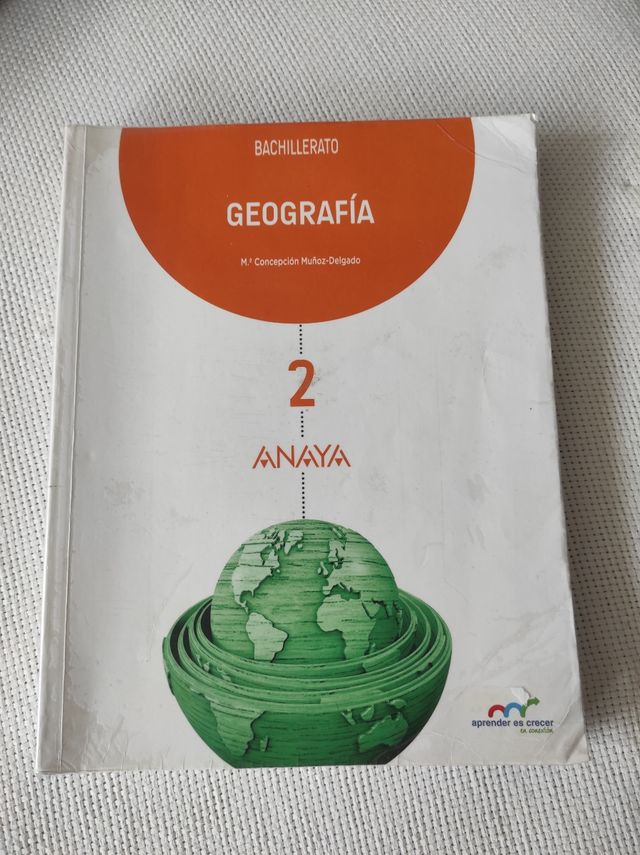 BACHILLERATO
GEOGRAFÍA
M.ª Concepción Muñoz-Delgado
2
ANAYA
aprender es crecer
en conexión